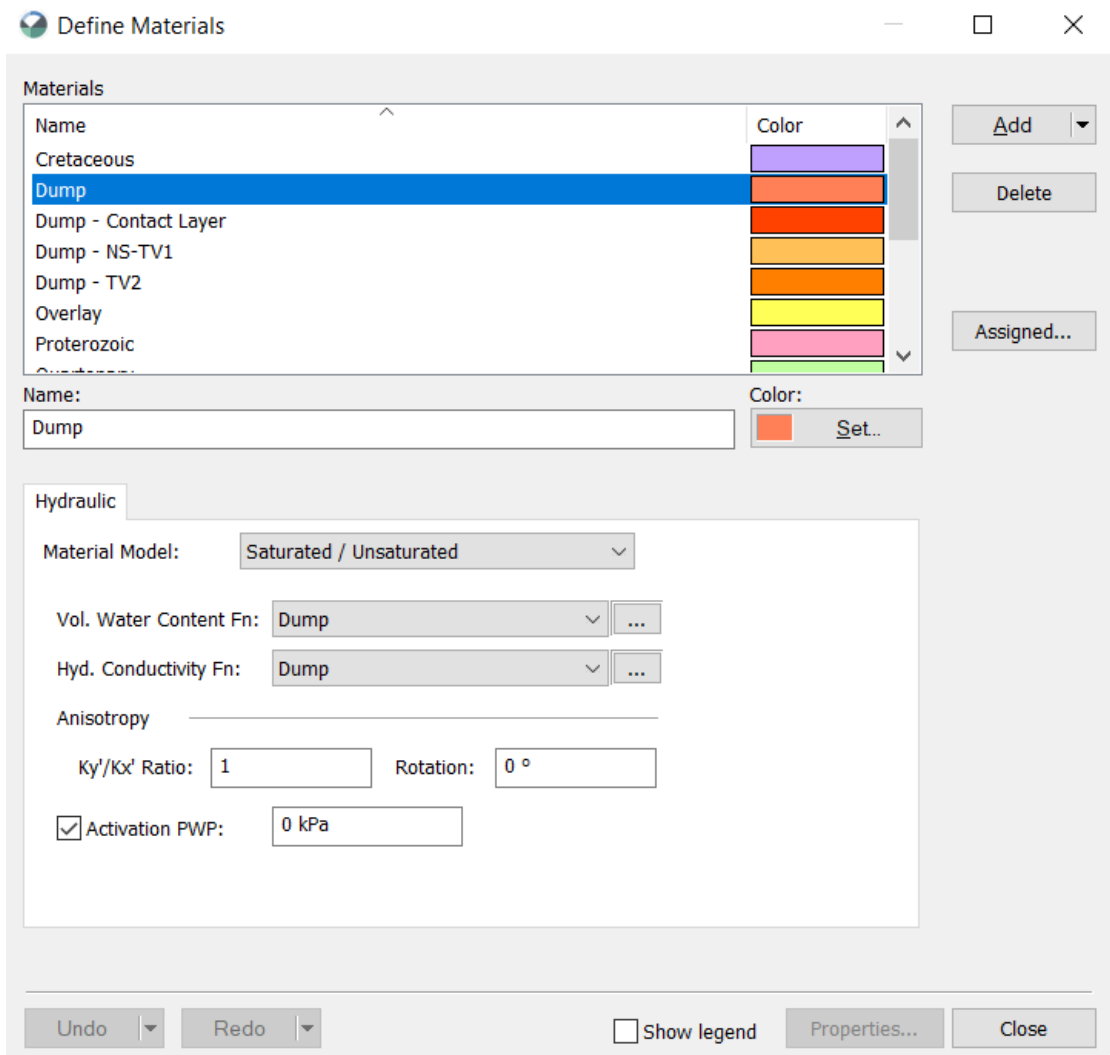 Define Materials
Materials
Name Color
Cretaceous
Dump
Dump - Contact Layer
Dump - NS-TV1
Dump - TV2
Overlay
Proterozoic
Add
Delete
Assigned...
Name: Color:
Dump Set...
Hydraulic
Material Model: Saturated / Unsaturated
Vol. Water Content Fn: Dump ...
Hyd. Conductivity Fn: Dump ...
Anisotropy
Ky'/Kx' Ratio: 1 Rotation: 0 °
Activation PWP: 0 kPa
Undo Redo Show legend Properties... Close